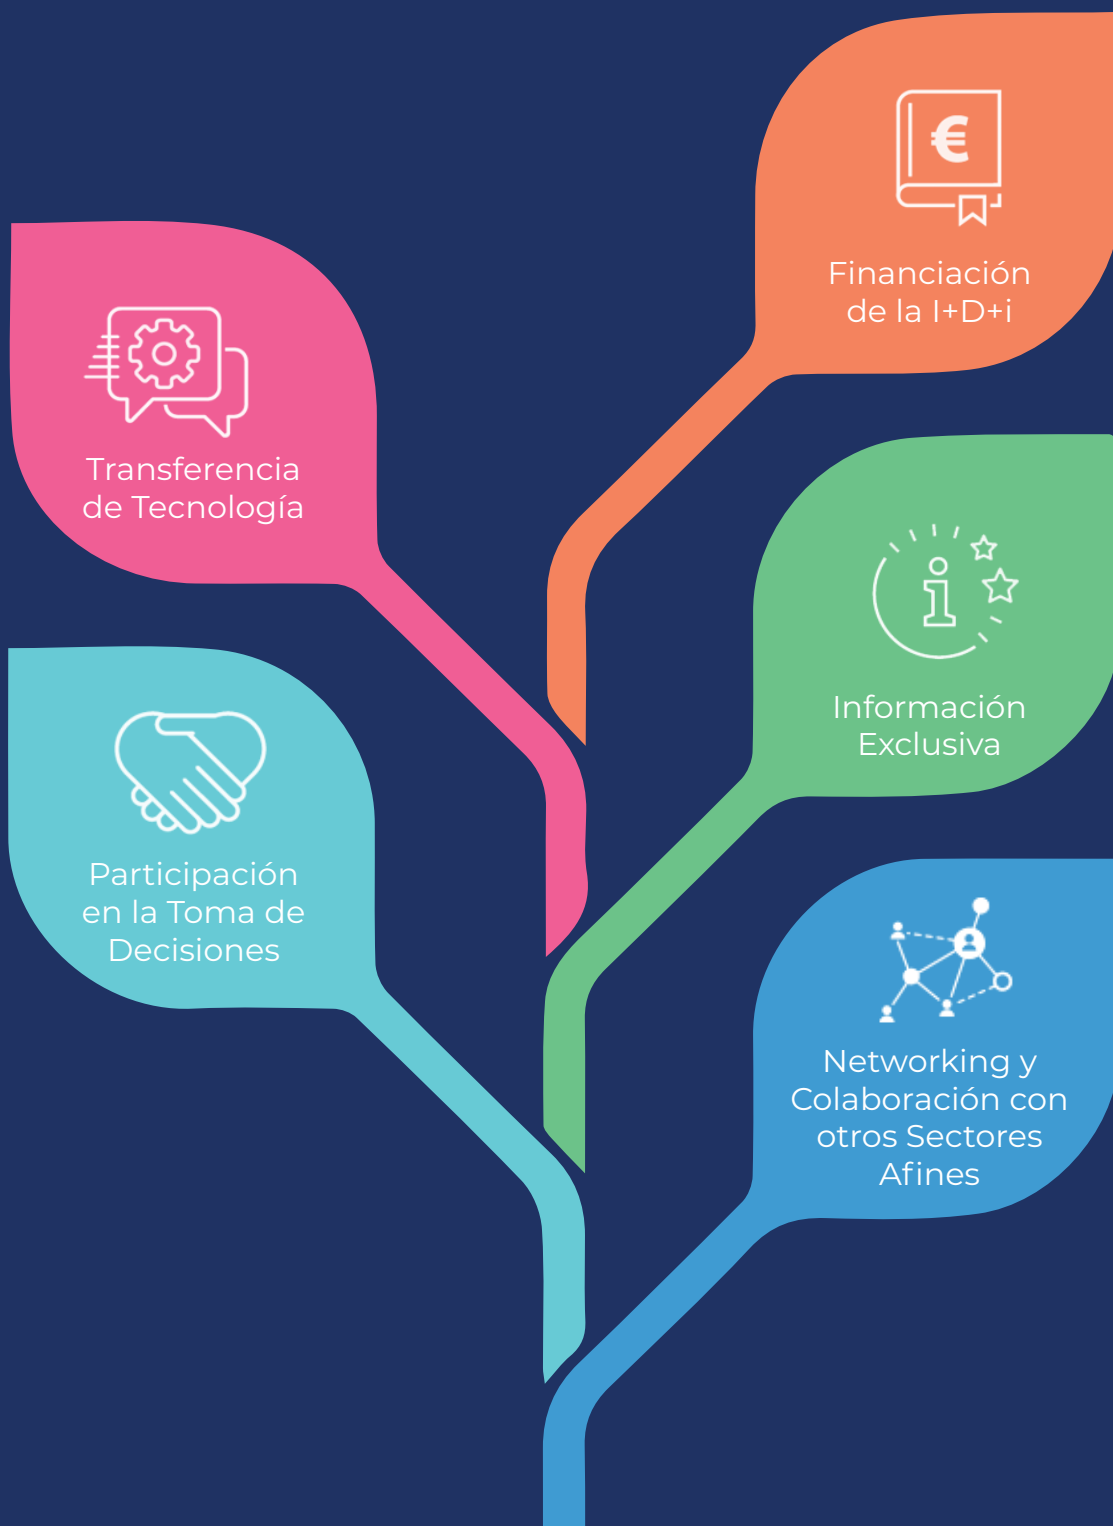 €
Financiación
de la I+D+i
Transferencia
de Tecnología
i
Información
Exclusiva
Participación
en la Toma de
Decisiones
Networking y
Colaboración con
otros Sectores
Afines